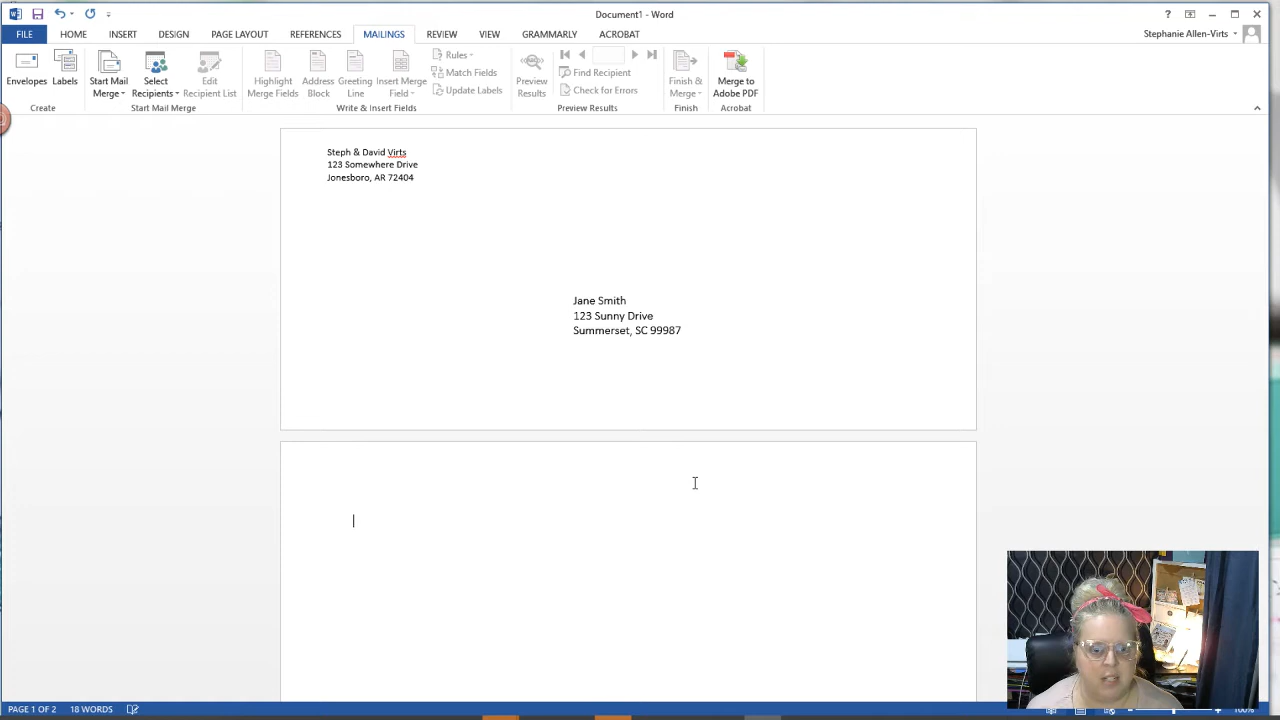 Document1 - Word
?
FILE
HOME
INSERT
DESIGN
PAGE LAYOUT
REFERENCES
MAILINGS
REVIEW
VIEW
GRAMMARLY
ACROBAT
Stephanie Allen-Virts
Envelopes
Labels
Start Mail
Merge
Select
Recipients
Edit
Recipient List
Highlight
Merge Fields
Address
Block
Greeting
Line
Insert Merge
Field
Rules
Match Fields
Update Labels
Preview
Results
Find Recipient
Check for Errors
Finish &
Merge
Merge to
Adobe PDF
Create
Start Mail Merge
Write & Insert Fields
Preview Results
Finish
Acrobat
Steph & David Virts
123 Somewhere Drive
Jonesboro, AR 72404
Jane Smith
123 Sunny Drive
Summerset, SC 99987
PAGE 1 OF 2
18 WORDS
100%